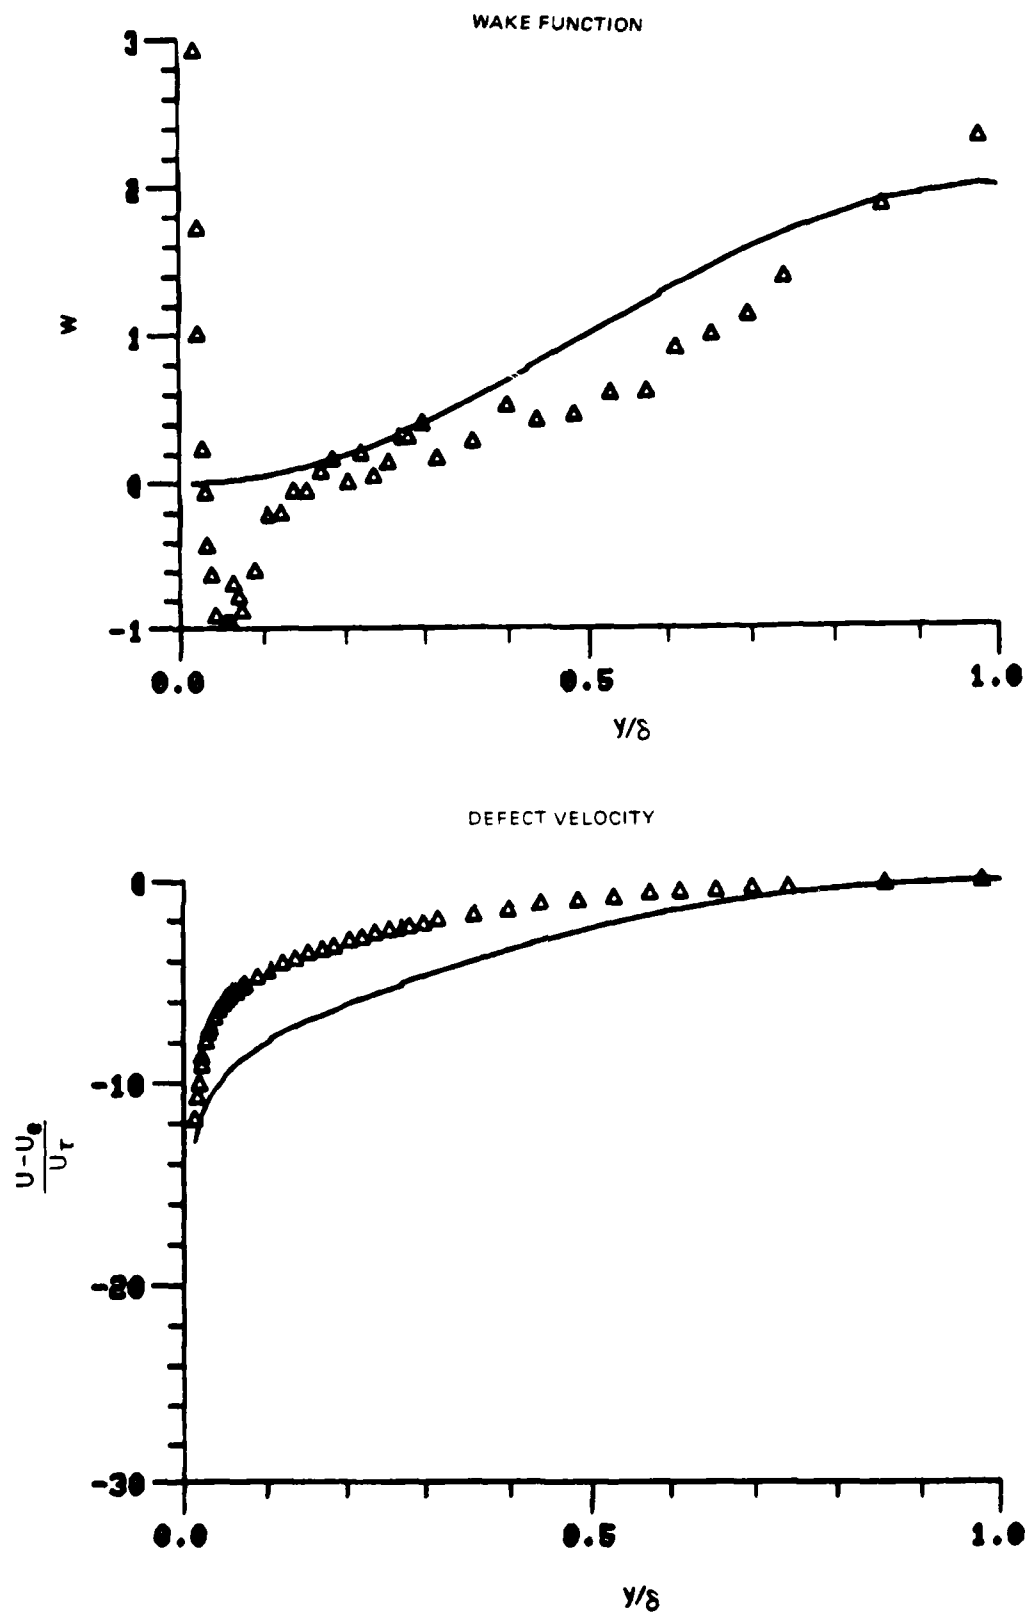 WAKE FUNCTION
3
2
1
0
-1
W
0.0 0.5 1.0
y/δ
DEFECT VELOCITY
0
-10
-20
-30
U-Ue
Uτ
0.0 0.5 1.0
y/δ